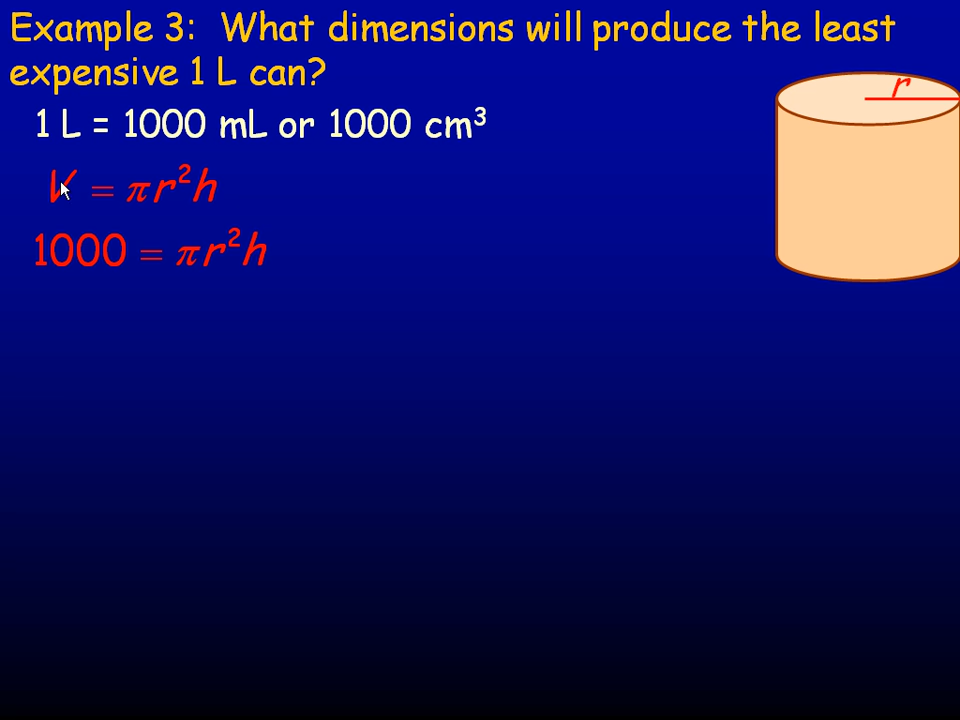 Example 3: What dimensions will produce the least
expensive 1 L can?
r
1 L = 1000 mL or 1000 cm³
V = πr²h
1000 = πr²h